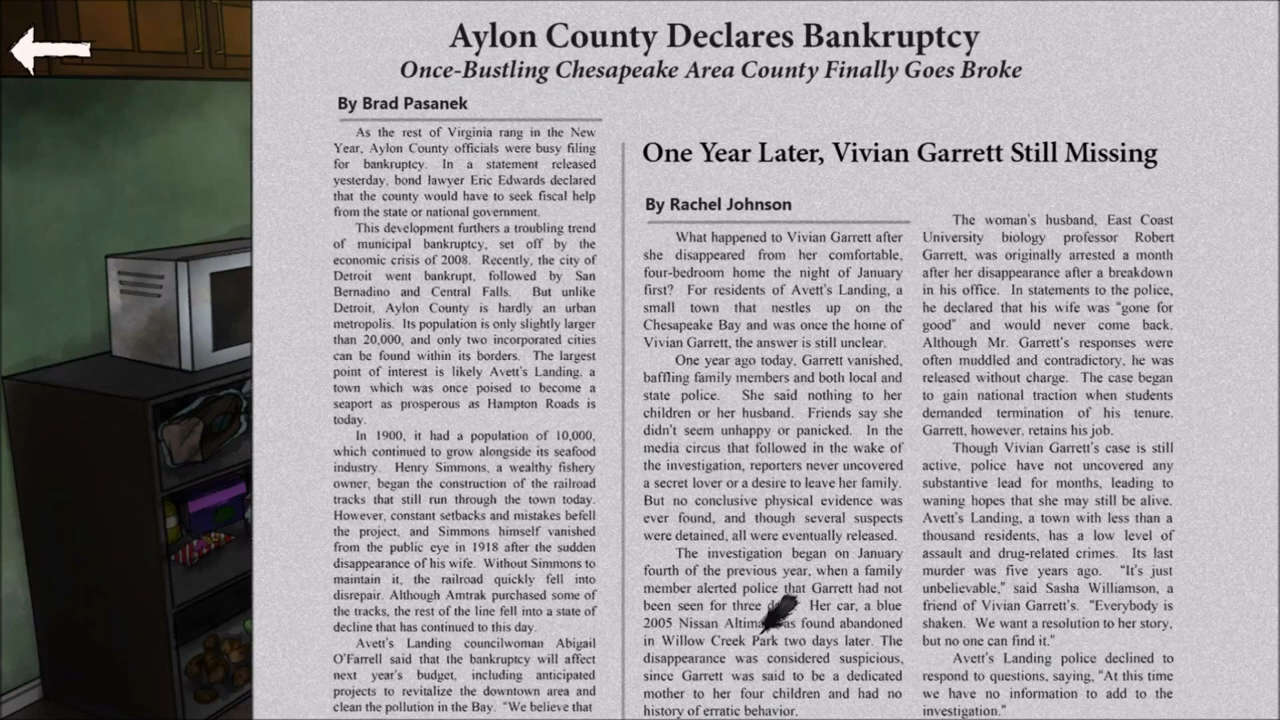 Aylon County Declares Bankruptcy
Once-Bustling Chesapeake Area County Finally Goes Broke
By Brad Pasanek
As the rest of Virginia rang in the New
Year, Aylon County officials were busy filing
for bankruptcy. In a statement released
yesterday, bond lawyer Eric Edwards declared
that the county would have to seek fiscal help
from the state or national government.
This development furthers a troubling trend
of municipal bankruptcy, set off by the
economic crisis of 2008. Recently, the city of
Detroit went bankrupt, followed by San
Bernadino and Central Falls. But unlike
Detroit, Aylon County is hardly an urban
metropolis. Its population is only slightly larger
than 20,000, and only two incorporated cities
can be found within its borders. The largest
point of interest is likely Avett's Landing, a
town which was once poised to become a
seaport as prosperous as Hampton Roads is
today.
In 1900, it had a population of 10,000,
which continued to grow alongside its seafood
industry. Henry Simmons, a wealthy fishery
owner, began the construction of the railroad
tracks that still run through the town today.
However, constant setbacks and mistakes befell
the project, and Simmons himself vanished
from the public eye in 1918 after the sudden
disappearance of his wife. Without Simmons to
maintain it, the railroad quickly fell into
disrepair. Although Amtrak purchased some of
the tracks, the rest of the line fell into a state of
decline that has continued to this day.
Avett's Landing councilwoman Abigail
O'Farrell said that the bankruptcy will affect
next year's budget, including anticipated
projects to revitalize the downtown area and
clean the pollution in the Bay. "We believe that
One Year Later, Vivian Garrett Still Missing
By Rachel Johnson
What happened to Vivian Garrett after
she disappeared from her comfortable,
four-bedroom home the night of January
first? For residents of Avett's Landing, a
small town that nestles up on the
Chesapeake Bay and was once the home of
Vivian Garrett, the answer is still unclear.
One year ago today, Garrett vanished,
baffling family members and both local and
state police. She said nothing to her
children or her husband. Friends say she
didn't seem unhappy or panicked. In the
media circus that followed in the wake of
the investigation, reporters never uncovered
a secret lover or a desire to leave her family.
But no conclusive physical evidence was
ever found, and though several suspects
were detained, all were eventually released.
The investigation began on January
fourth of the previous year, when a family
member alerted police that Garrett had not
been seen for three Her car, a blue
2005 Nissan Altima found abandoned
in Willow Creek Park two days later. The
disappearance was considered suspicious,
since Garrett was said to be a dedicated
mother to her four children and had no
history of erratic behavior.
The woman's husband, East Coast
University biology professor Robert
Garrett, was originally arrested a month
after her disappearance after a breakdown
in his office. In statements to the police,
he declared that his wife was "gone for
good" and would never come back.
Although Mr. Garrett's responses were
often muddled and contradictory, he was
released without charge. The case began
to gain national traction when students
demanded termination of his tenure.
Garrett, however, retains his job.
Though Vivian Garrett's case is still
active, police have not uncovered any
substantive lead for months, leading to
waning hopes that she may still be alive.
Avett's Landing, a town with less than a
thousand residents, has a low level of
assault and drug-related crimes. Its last
murder was five years ago. "It's just
unbelievable," said Sasha Williamson, a
friend of Vivian Garrett's. "Everybody is
shaken. We want a resolution to her story,
but no one can find it."
Avett's Landing police declined to
respond to questions, saying, "At this time
we have no information to add to the
investigation."